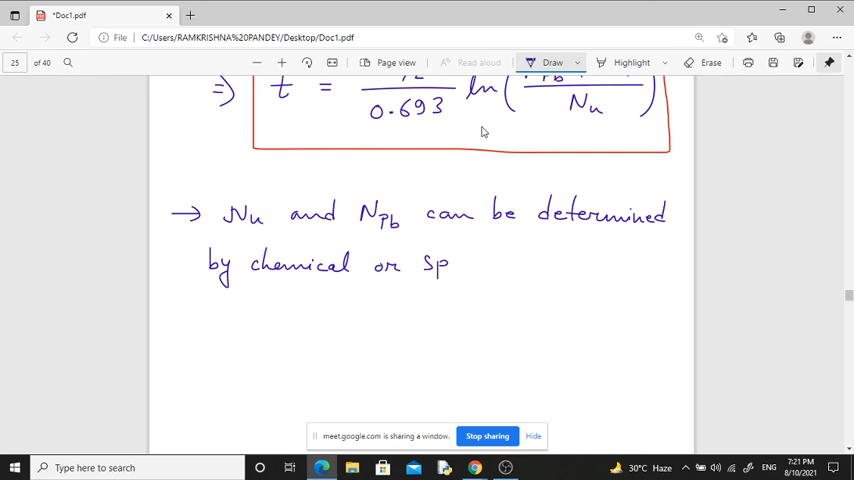 *Doc1.pdf
File C:/Users/RAMKRISHNA%20PANDEY/Desktop/Doc1.pdf
25 of 40 Page view Read aloud Draw Highlight Erase
=> t = 0.693 ln( Nu )
→ Nu and NPb can be determined
by chemical or sp
meet.google.com is sharing a window. Stop sharing Hide
Type here to search
30°C Haze ENG 7:21 PM 8/10/2021